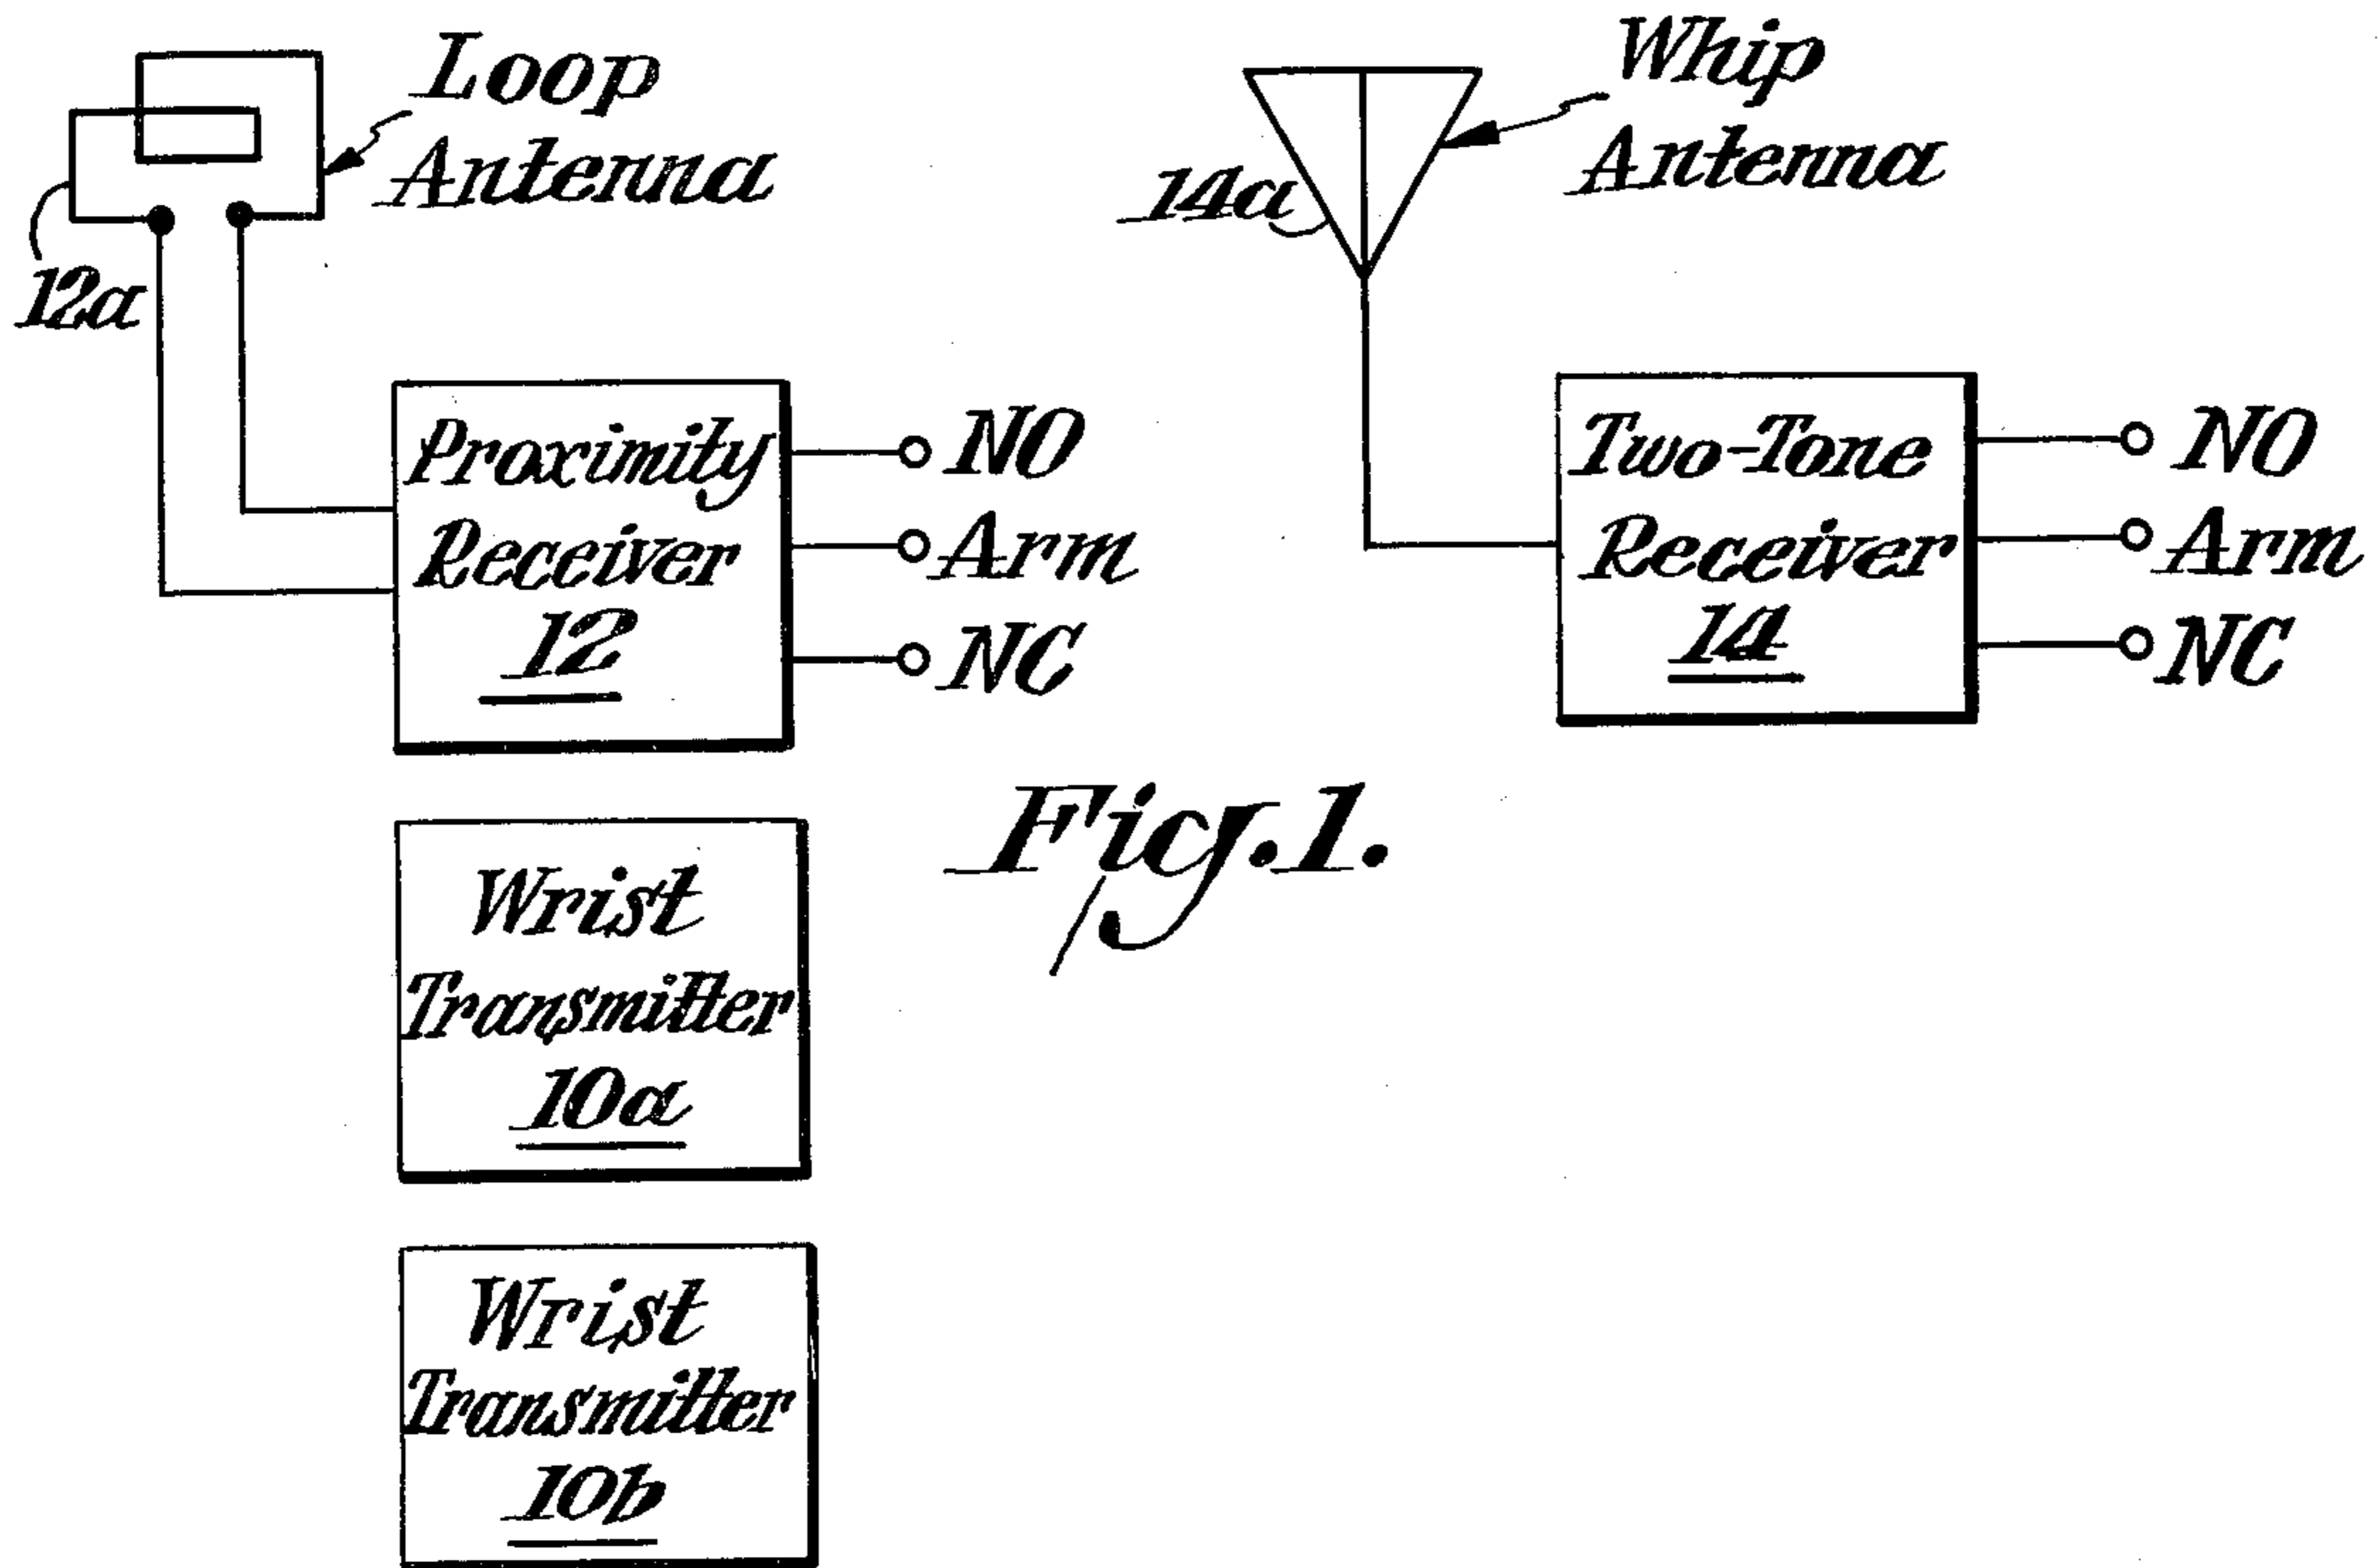 Loop
Antenna
12a
Whip
Antenna
14a
Proximity
Receiver
12
NO
Arm
NC
Two-Tone
Receiver
14
NO
Arm
NC
Fig. 1.
Wrist
Transmitter
10a
Wrist
Transmitter
10b